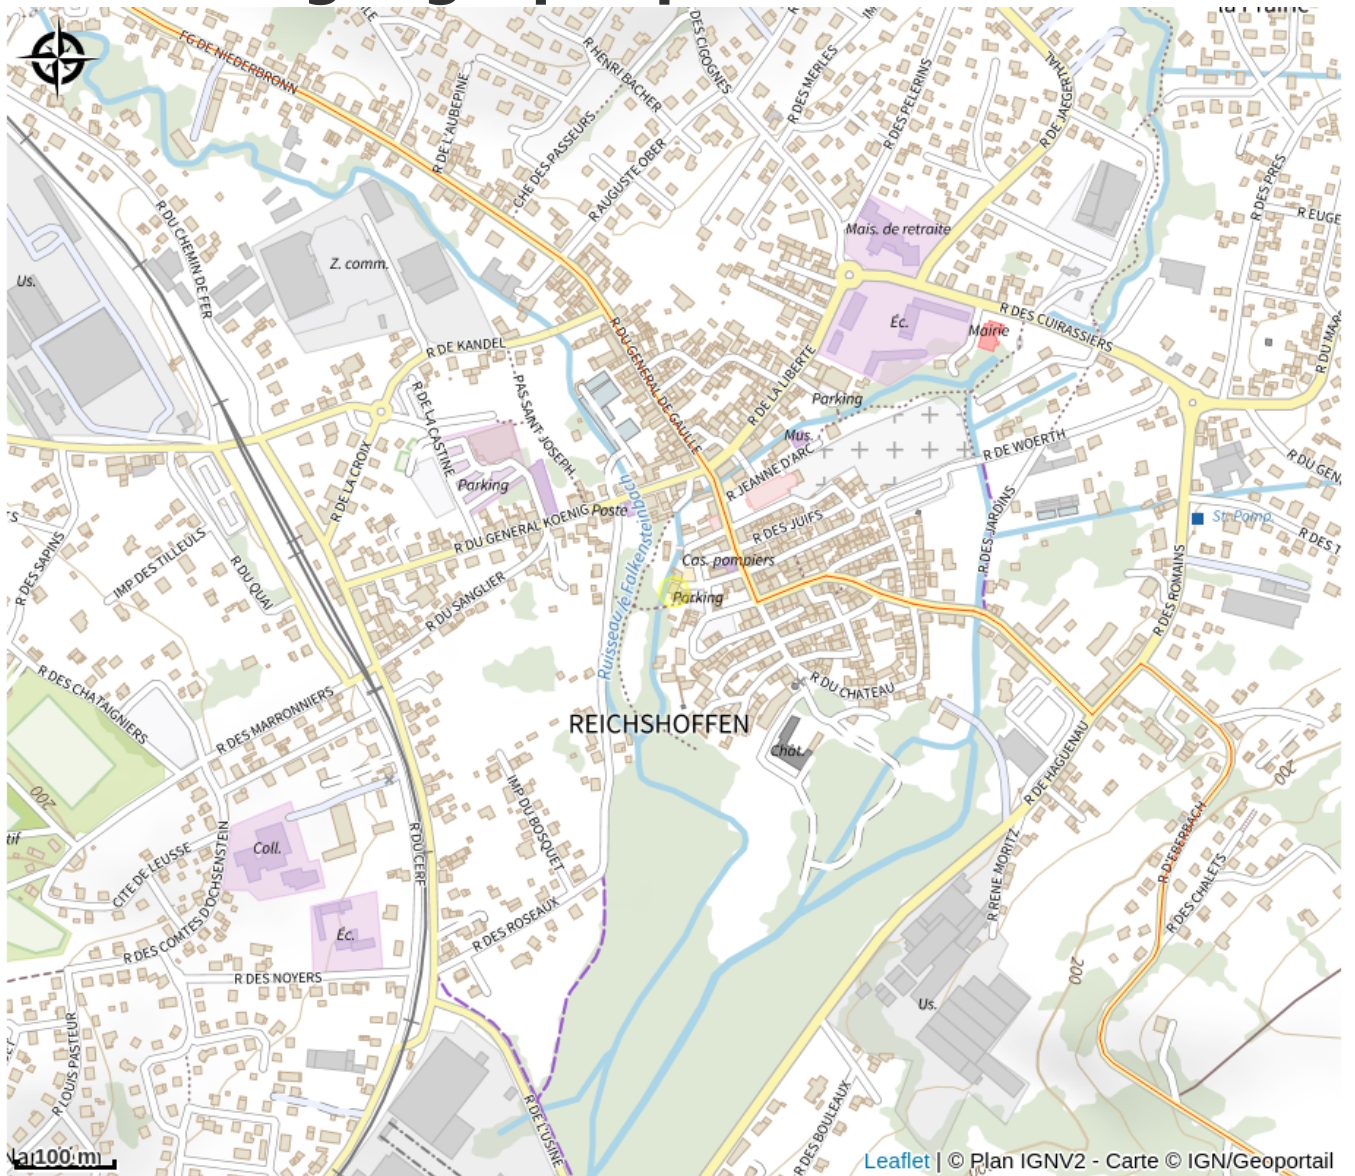 FG DE NIEDERBRONN
R HENRI BACHER
DES CIGOGNES
R DES MERLES
R DES PELERINS
R DE JAEGERTHAL
R DE L'AUBEPINE
CHE DES PASSEURS
R AUGUSTE OBER
R DES PRES
R EUGE
R DU CHEMIN DE FER
Z. comm.
Us.
Mais. de retraite
Éc.
Mairie
R DES CUIRASSIERS
R DU GENERAL DE GAULLE
R DE KANDEL
R DE LA LIBERTE
Parking
Mus.
R JEANNE D'ARC
R DE WOERTH
R DE LA CASTINE
PAS SAINT-JOSEPH
R DE LA CROIX
Parking
Poste
R DU GENERAL KOENIG
R DES JUIFS
R DES JARDINS
St. Pomp.
R DU GEN
R DES T
R DES SAPINS
IMP DES TILLEULS
R DU QUAI
R DU SANGLIER
Ruisseau le Falkensteinbach
Cas. pompiers
Parking
R DES ROMAINS
R DES CHATAIGNIERS
R DES MARRONNIERS
REICHSHOFFEN
R DU CHATEAU
Chât.
R DE HAGUENAU
200
200
tif
Coll.
CITE DE LEUSSE
R DES COMTES D'OCHSENSTEIN
R DU CERF
IMP DU BOSQUET
R RENE MORITZ
R D'EBERBACH
R DES CHALETS
Éc.
R DES ROSEAUX
R DES NOYERS
200
Us.
R LOUIS PASTEUR
R DE L'USINE
R DES BOULEAUX
100 m
Leaflet | © Plan IGNV2 - Carte © IGN/Geoportail